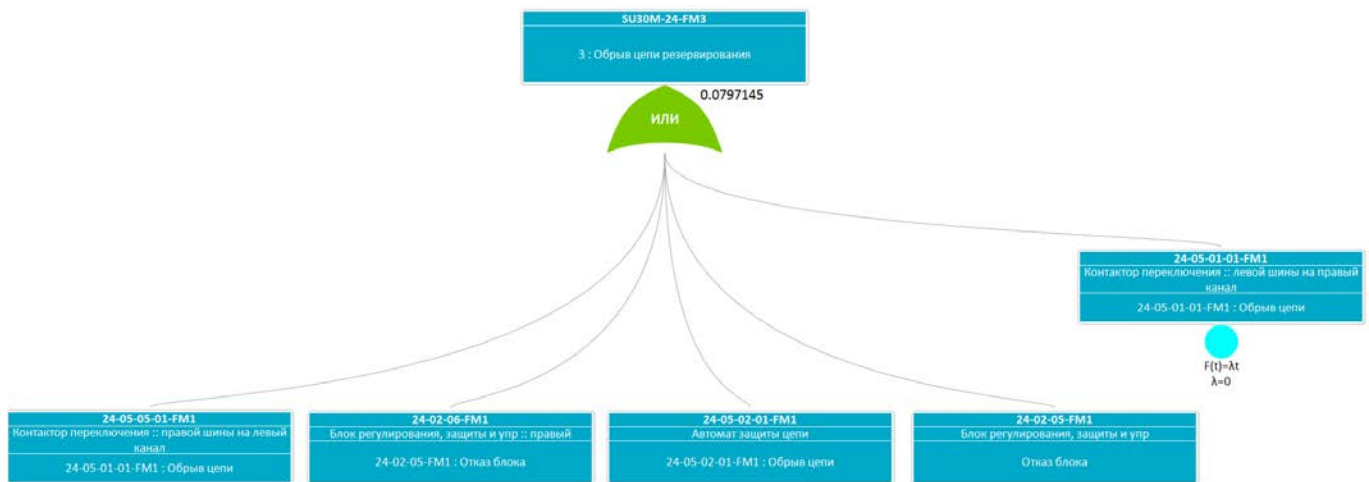 SU30M-24-FM3
3 : Обрыв цепи резервирования
0.0797145
ИЛИ
24-05-01-01-FM1
Контактор переключения :: левой шины на правый
канал
24-05-01-01-FM1 : Обрыв цепи
F(t)=λt
λ=0
24-05-05-01-FM1
Контактор переключения :: правой шины на левый
канал
24-05-01-01-FM1 : Обрыв цепи
24-02-06-FM1
Блок регулирования, защиты и упр :: правый
24-02-05-FM1 : Отказ блока
24-05-02-01-FM1
Автомат защиты цепи
24-05-02-01-FM1 : Обрыв цепи
24-02-05-FM1
Блок регулирования, защиты и упр
Отказ блока